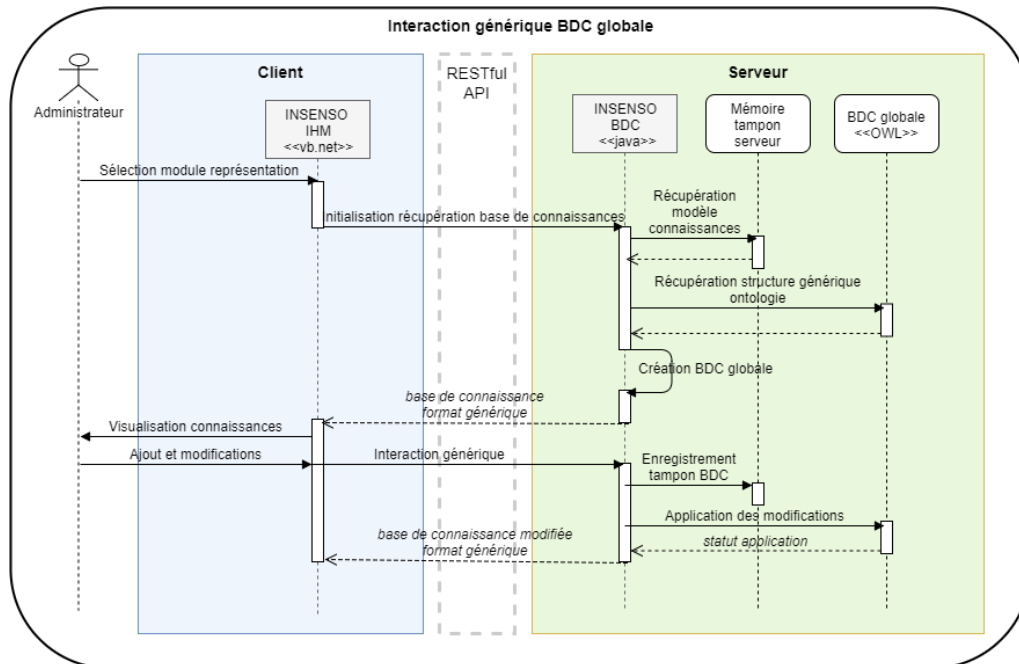 Interaction générique BDC globale
Client
RESTful
API
Serveur
Administrateur
INSENSO
IHM
<<vb.net>>
INSENSO
BDC
<<java>>
Mémoire
tampon
serveur
BDC globale
<<OWL>>
Sélection module représentation
nitialisation récupération base de connaissances
Récupération
modèle
connaissances
Récupération structure générique
ontologie
Création BDC globale
base de connaissance
format générique
Visualisation connaissances
Ajout et modifications
Interaction générique
Enregistrement
tampon BDC
Application des modifications
statut application
base de connaissance modifiée
format générique